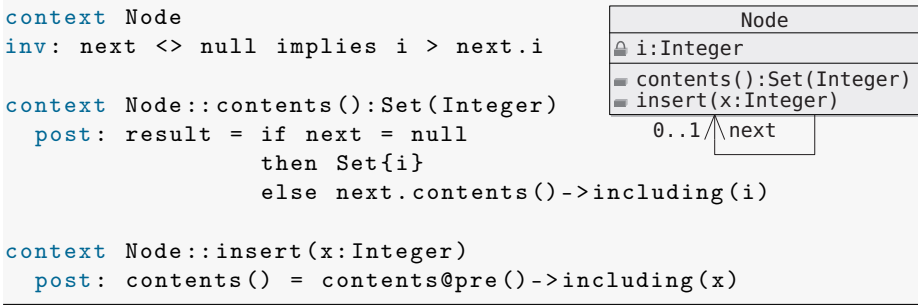 context Node
inv: next <> null implies i > next.i
context Node::contents():Set(Integer)
post: result = if next = null
then Set{i}
else next.contents()->including(i)
context Node::insert(x:Integer)
post: contents() = contents@pre()->including(x)
Node
i:Integer
contents():Set(Integer)
insert(x:Integer)
0..1 next